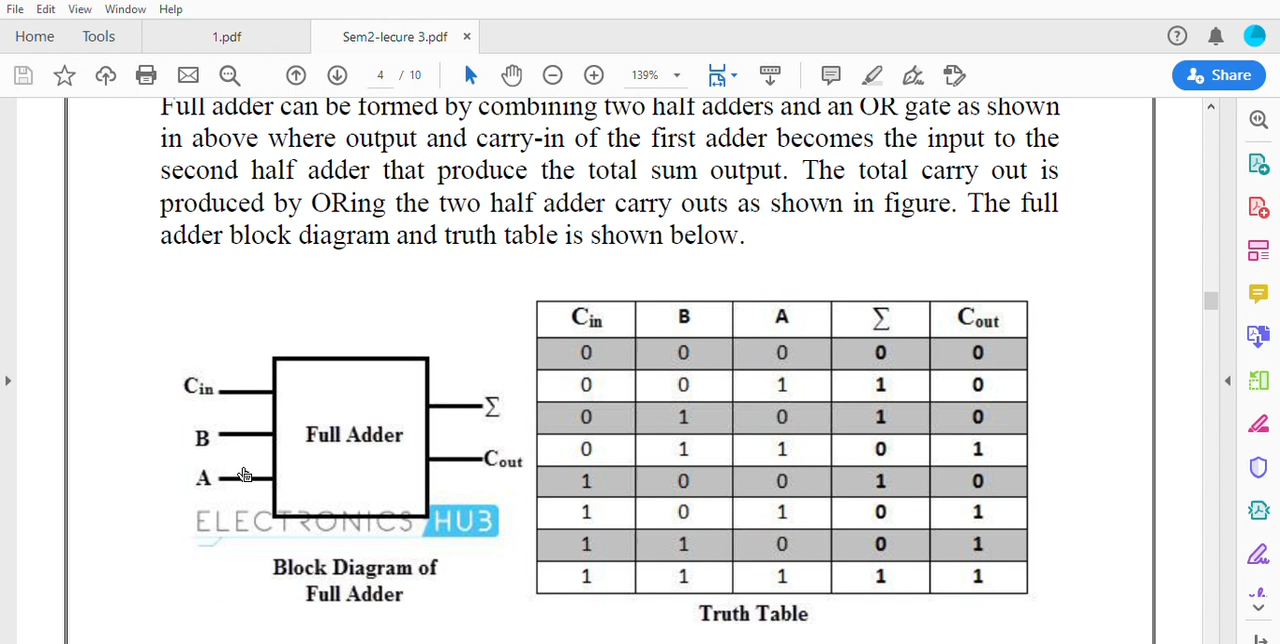 File Edit View Window Help
Home Tools 1.pdf Sem2-lecure 3.pdf ×
4 / 10 139% Share
Full adder can be formed by combining two half adders and an OR gate as shown
in above where output and carry-in of the first adder becomes the input to the
second half adder that produce the total sum output. The total carry out is
produced by ORing the two half adder carry outs as shown in figure. The full
adder block diagram and truth table is shown below.
Cin
B
A
Full Adder
Σ
Cout
ELECTRONICS HUB
Block Diagram of
Full Adder
Cin B A Σ Cout
0 0 0 0 0
0 0 1 1 0
0 1 0 1 0
0 1 1 0 1
1 0 0 1 0
1 0 1 0 1
1 1 0 0 1
1 1 1 1 1
Truth Table